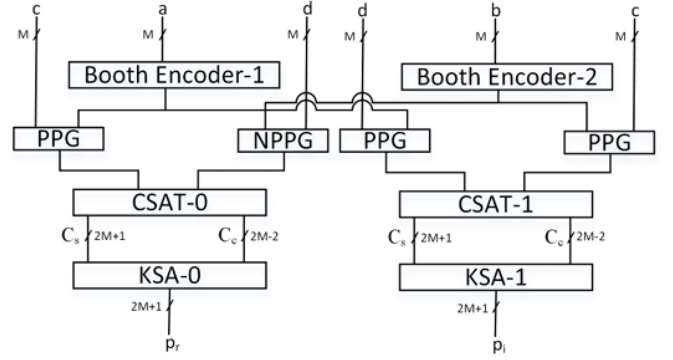 c a d d b c
M M M M M M
Booth Encoder-1 Booth Encoder-2
PPG NPPG PPG PPG
CSAT-0 CSAT-1
Cs 2M+1 Cc 2M-2 Cs 2M+1 Cc 2M-2
KSA-0 KSA-1
2M+1 2M+1
pr pi